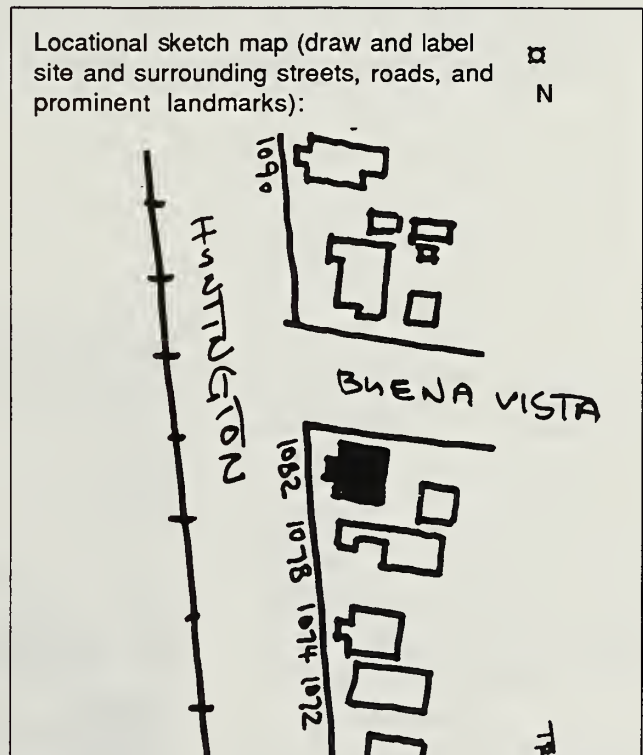 Locational sketch map (draw and label
site and surrounding streets, roads, and
prominent landmarks):
N
1090
HUNTINGTON
BUENA VISTA
1082
1078
1074
1072